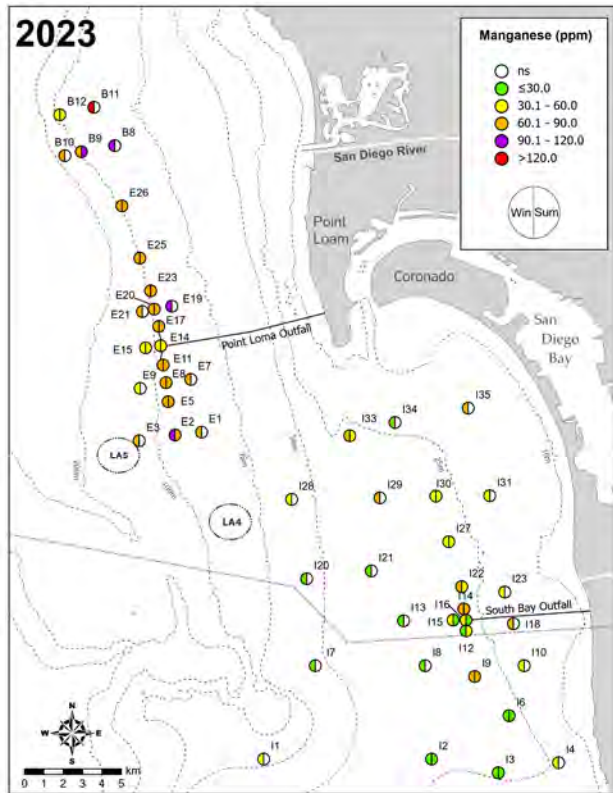 2023
Manganese (ppm)
ns
≤30.0
30.1 – 60.0
60.1 – 90.0
90.1 – 120.0
>120.0
Win Sum
B12
B11
B10
B9
B8
San Diego River
Point
Loam
Coronado
San
Diego
Bay
E26
E25
E23
E20
E19
E21
E17
E14
Point Loma Outfall
E15
E11
E9
E8
E7
E5
E3
E2
E1
LA5
LA4
100m
I35
I34
I33
I28
I29
I30
I31
I27
I20
I21
I22
I23
I14
I16
I13
I15
South Bay Outfall
I18
I12
I7
I8
I9
I10
I6
I1
I2
I3
I4
N
W
E
S
0 1 2 3 4 5
km